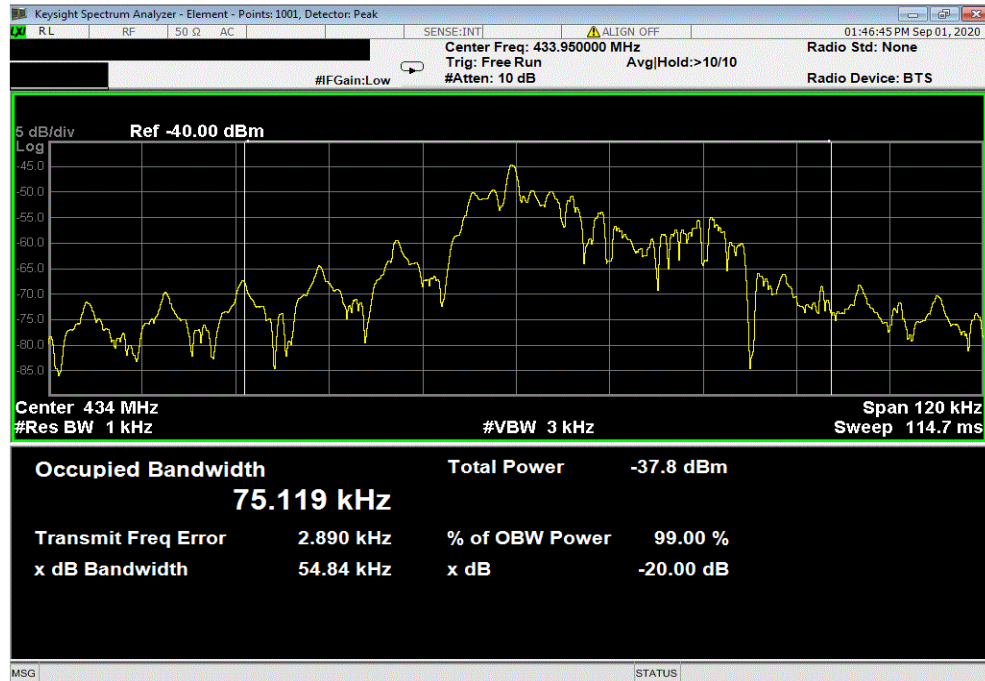 Keysight Spectrum Analyzer - Element - Points: 1001, Detector: Peak
LXI RL RF 50 Ω AC SENSE:INT ALIGN OFF 01:46:45 PM Sep 01, 2020
Center Freq: 433.950000 MHz Radio Std: None
Trig: Free Run Avg|Hold:>10/10
#IFGain:Low #Atten: 10 dB Radio Device: BTS
5 dB/div Ref -40.00 dBm
Log
-45.0
-50.0
-55.0
-60.0
-65.0
-70.0
-75.0
-80.0
-85.0
Center 434 MHz Span 120 kHz
#Res BW 1 kHz #VBW 3 kHz Sweep 114.7 ms
Occupied Bandwidth Total Power -37.8 dBm
75.119 kHz
Transmit Freq Error 2.890 kHz % of OBW Power 99.00 %
x dB Bandwidth 54.84 kHz x dB -20.00 dB
MSG STATUS